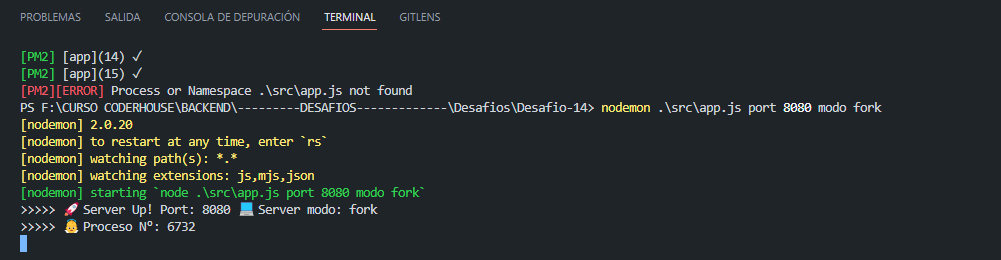 PROBLEMAS SALIDA CONSOLA DE DEPURACIÓN TERMINAL GITLENS
[PM2] [app](14) ✓
[PM2] [app](15) ✓
[PM2][ERROR] Process or Namespace .\src\app.js not found
PS F:\CURSO CODERHOUSE\BACKEND\---------DESAFIOS-------------\Desafios\Desafio-14> nodemon .\src\app.js port 8080 modo fork
[nodemon] 2.0.20
[nodemon] to restart at any time, enter `rs`
[nodemon] watching path(s): *.*
[nodemon] watching extensions: js,mjs,json
[nodemon] starting `node .\src\app.js port 8080 modo fork`
>>>>> 🚀 Server Up! Port: 8080 💻 Server modo: fork
>>>>> 👼 Proceso Nº: 6732